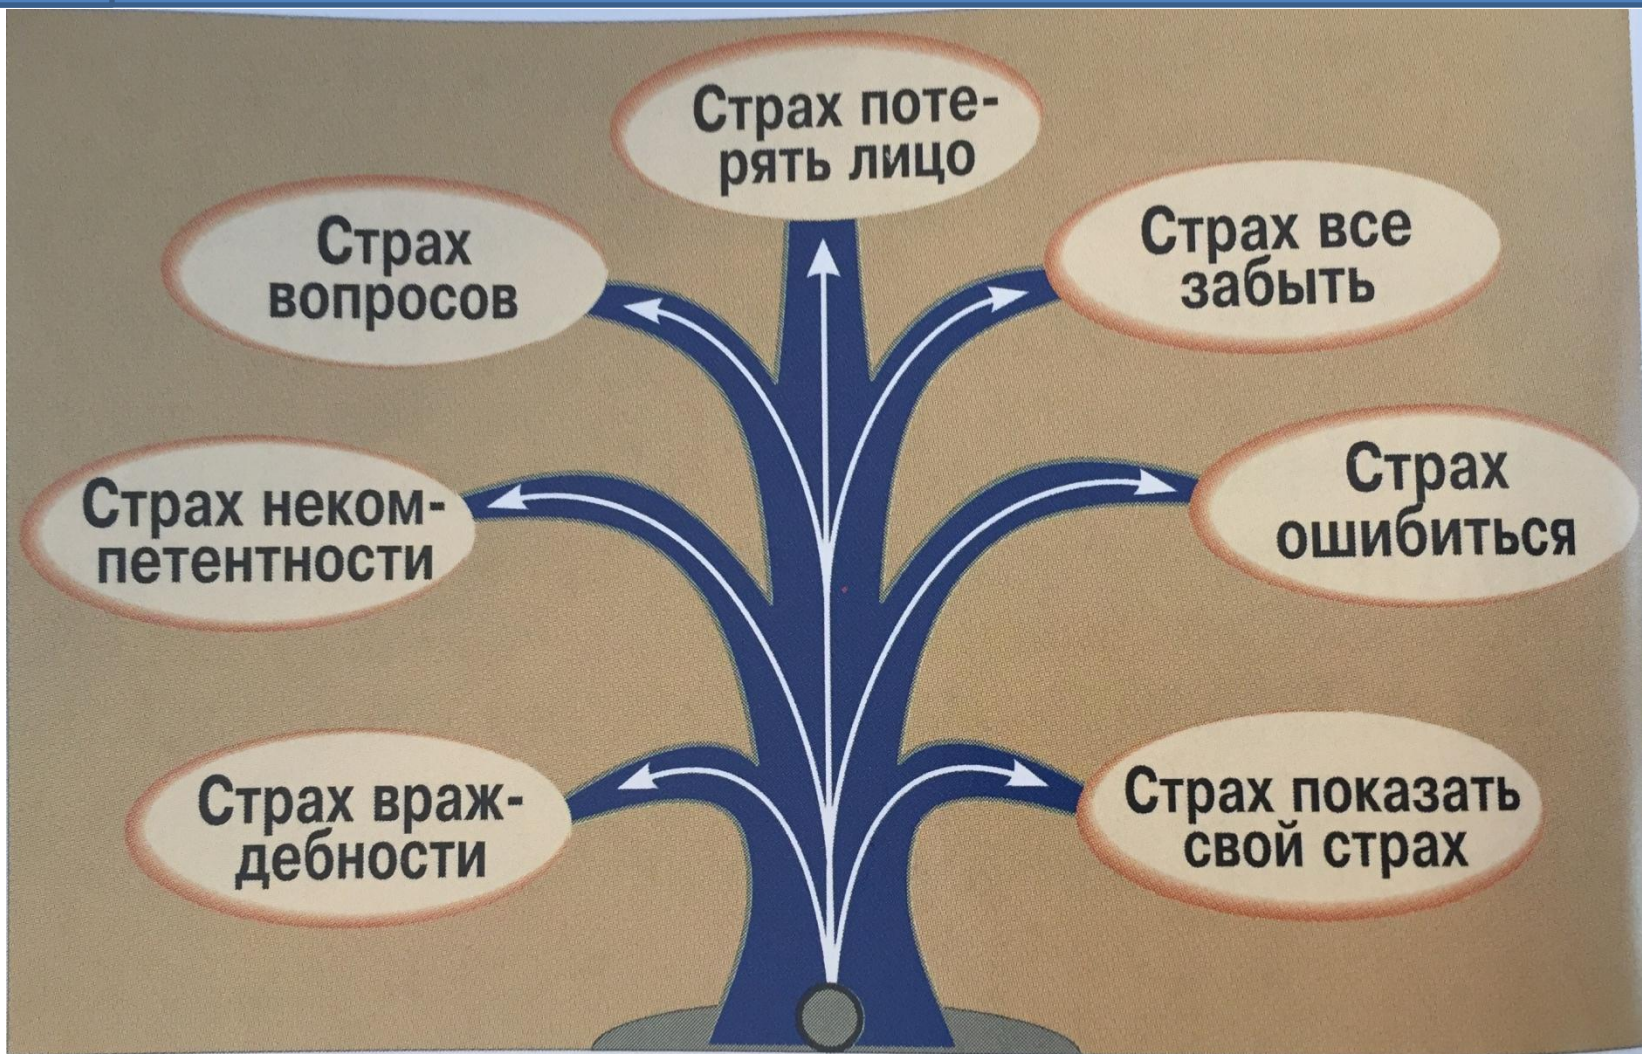 Страх поте-
рять лицо
Страх
вопросов
Страх все
забыть
Страх неком-
петентности
Страх
ошибиться
Страх враж-
дебности
Страх показать
свой страх